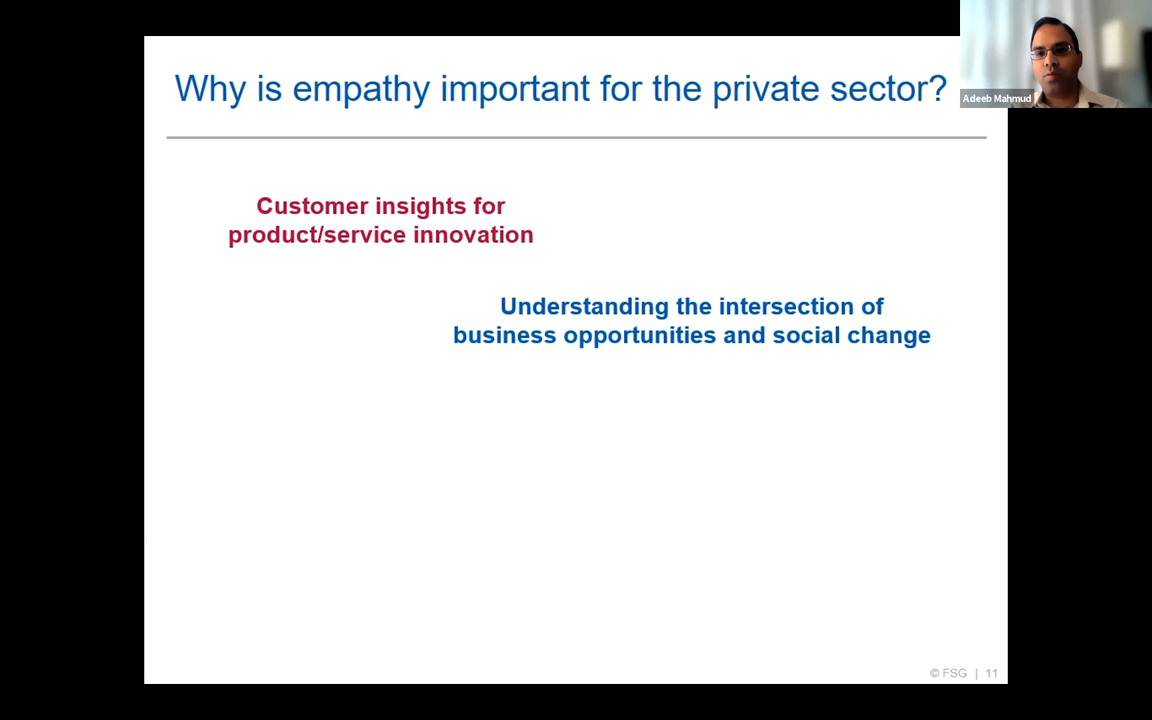 Why is empathy important for the private sector?
Adeeb Mahmud
Customer insights for
product/service innovation
Understanding the intersection of
business opportunities and social change
© FSG | 11